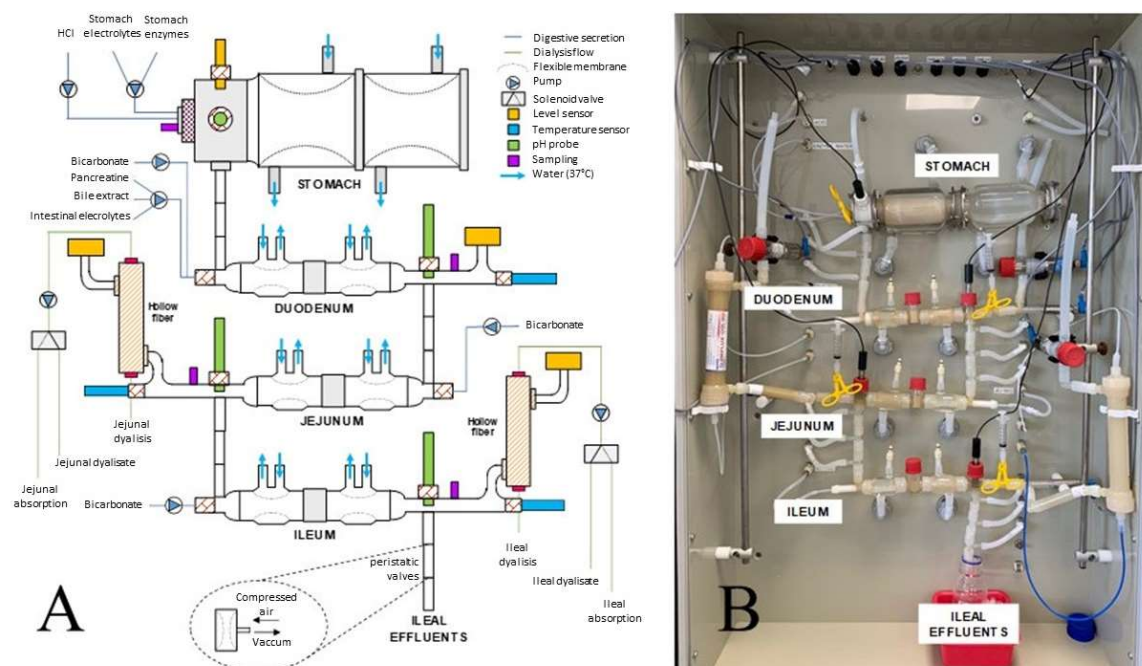 Stomach Stomach
HCl electrolytes enzymes
Digestive secretion
Dialysisflow
Flexible membrane
Pump
Solenoid valve
Level sensor
Temperature sensor
pH probe
Sampling
Water (37°C)
STOMACH
Bicarbonate
Pancreatine
Bile extract
Intestinal elecrolytes
Hollow
fiber
DUODENUM
Bicarbonate
JEJUNUM
Hollow
fiber
Jejunal
dyalisis
Jejunal dyalisate
Jejunal
absorption
Bicarbonate
ILEUM
peristaltic
valves
Ileal
dyalisis
Ileal dyalisate
Ileal
absorption
Compressed
air
Vaccum
ILEAL
EFFLUENTS
A
STOMACH
DUODENUM
JEJUNUM
ILEUM
ILEAL
EFFLUENTS
B